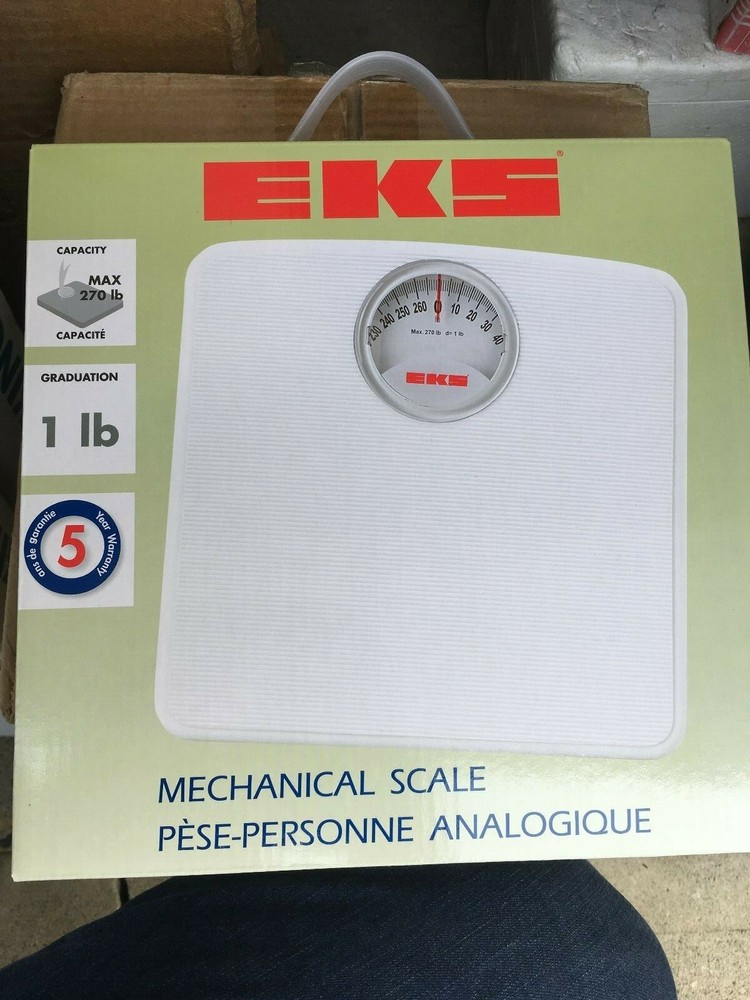 EKS®
CAPACITY
MAX
270 lb
CAPACITÉ
GRADUATION
1 lb
5
Year Warranty
ans de garantie
230 240 250 260 0 10 20 30 40
Max. 270 lb d= 1 lb
EKS
MECHANICAL SCALE
PÈSE-PERSONNE ANALOGIQUE